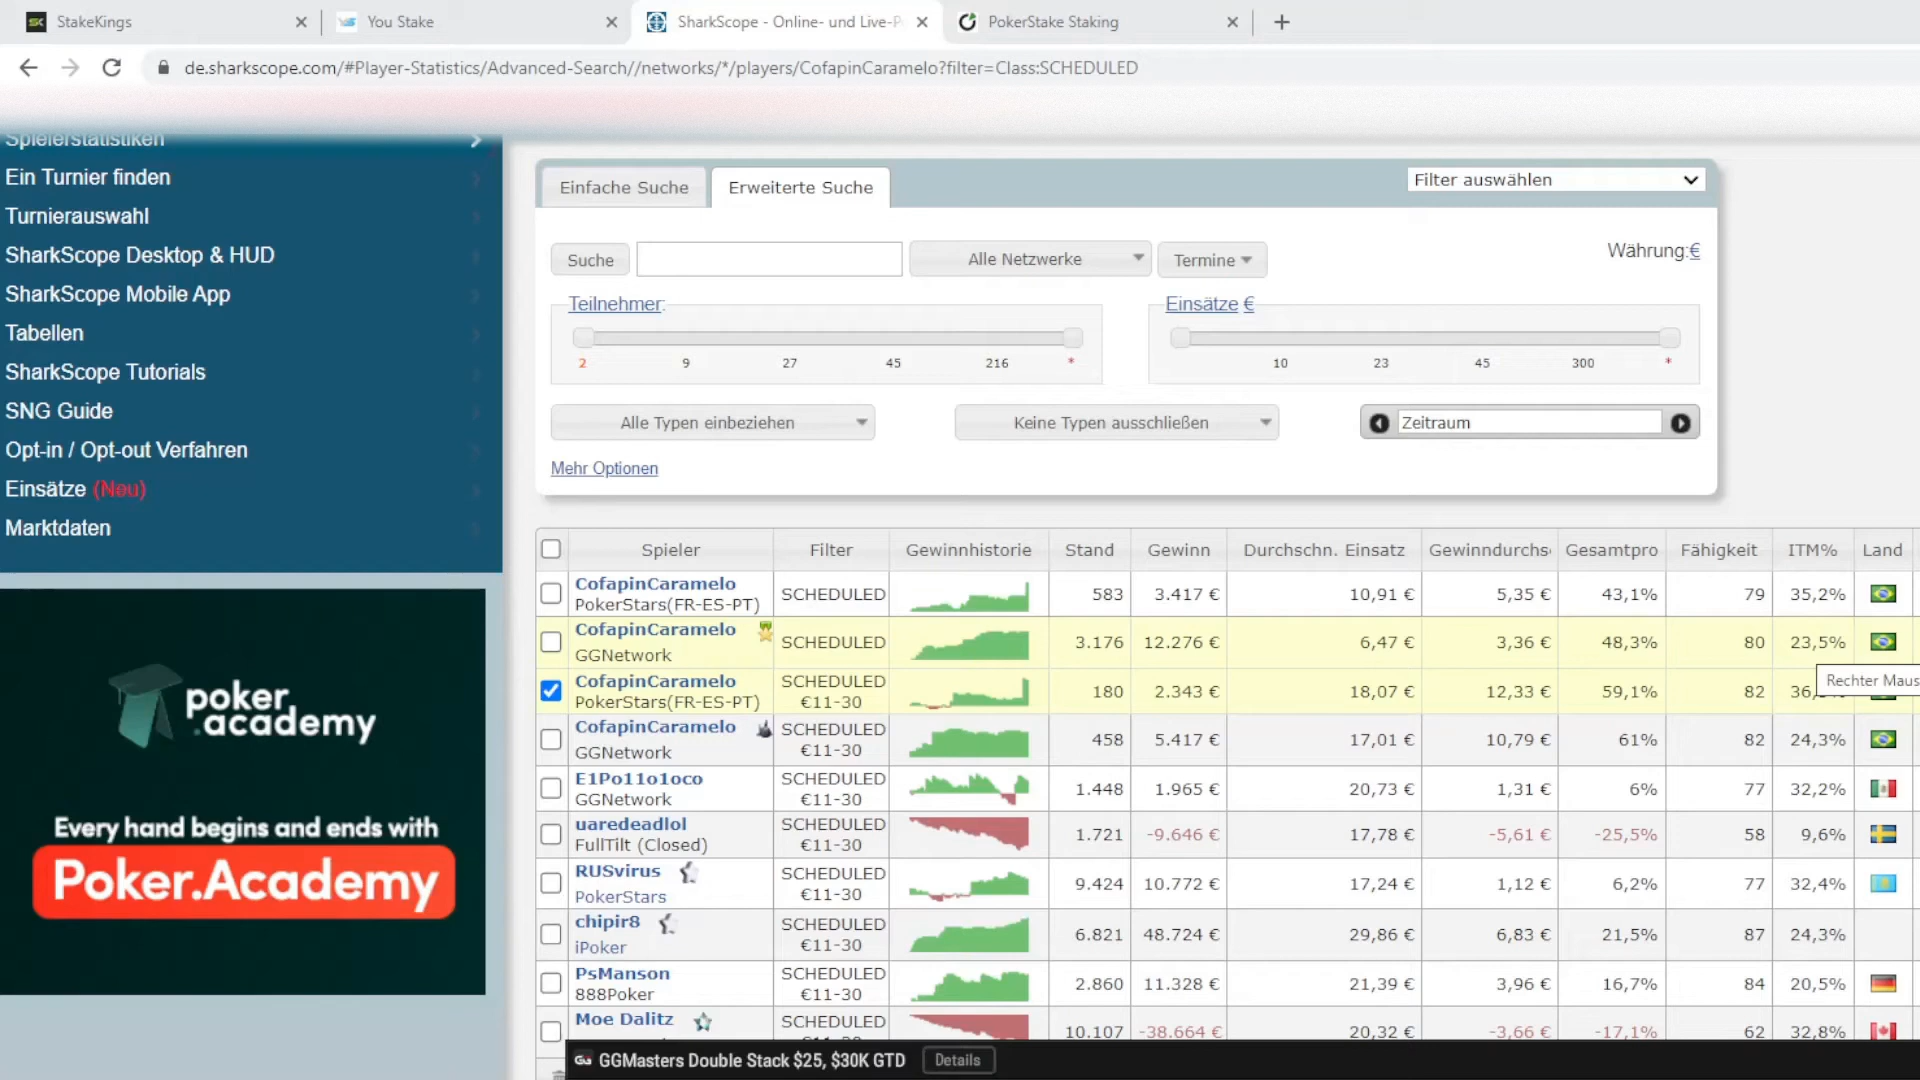 StakeKings
You Stake
SharkScope - Online- und Live-P
PokerStake Staking
de.sharkscope.com/#Player-Statistics/Advanced-Search//networks/*/players/CofapinCaramelo?filter=Class:SCHEDULED
Spielerstatistiken
Ein Turnier finden
Turnierauswahl
SharkScope Desktop & HUD
SharkScope Mobile App
Tabellen
SharkScope Tutorials
SNG Guide
Opt-in / Opt-out Verfahren
Einsätze (Neu)
Marktdaten
poker
.academy
Every hand begins and ends with
Poker.Academy
Einfache Suche
Erweiterte Suche
Filter auswählen
Suche
Alle Netzwerke
Termine
Währung:€
Teilnehmer:
Einsätze €
2 9 27 45 216 *
10 23 45 300 *
Alle Typen einbeziehen
Keine Typen ausschließen
Zeitraum
Mehr Optionen
Spieler Filter Gewinnhistorie Stand Gewinn Durchschn. Einsatz Gewinndurchs Gesamtpro Fähigkeit ITM% Land
CofapinCaramelo
PokerStars(FR-ES-PT) SCHEDULED 583 3.417 € 10,91 € 5,35 € 43,1% 79 35,2%
CofapinCaramelo
GGNetwork SCHEDULED 3.176 12.276 € 6,47 € 3,36 € 48,3% 80 23,5%
Rechter Maus
CofapinCaramelo SCHEDULED
PokerStars(FR-ES-PT) €11-30 180 2.343 € 18,07 € 12,33 € 59,1% 82
CofapinCaramelo SCHEDULED
GGNetwork €11-30 458 5.417 € 17,01 € 10,79 € 61% 82 24,3%
E1Po11o1oco SCHEDULED
GGNetwork €11-30 1.448 1.965 € 20,73 € 1,31 € 6% 77 32,2%
uaredeadlol SCHEDULED
FullTilt (Closed) €11-30 1.721 -9.646 € 17,78 € -5,61 € -25,5% 58 9,6%
RUSvirus SCHEDULED
PokerStars €11-30 9.424 10.772 € 17,24 € 1,12 € 6,2% 77 32,4%
chipir8 SCHEDULED
iPoker €11-30 6.821 48.724 € 29,86 € 6,83 € 21,5% 87 24,3%
PsManson SCHEDULED
888Poker €11-30 2.860 11.328 € 21,39 € 3,96 € 16,7% 84 20,5%
Moe Dalitz SCHEDULED
10.107 -38.664 € 20,32 € -3,66 € -17,1% 62 32,8%
GG GGMasters Double Stack $25, $30K GTD Details